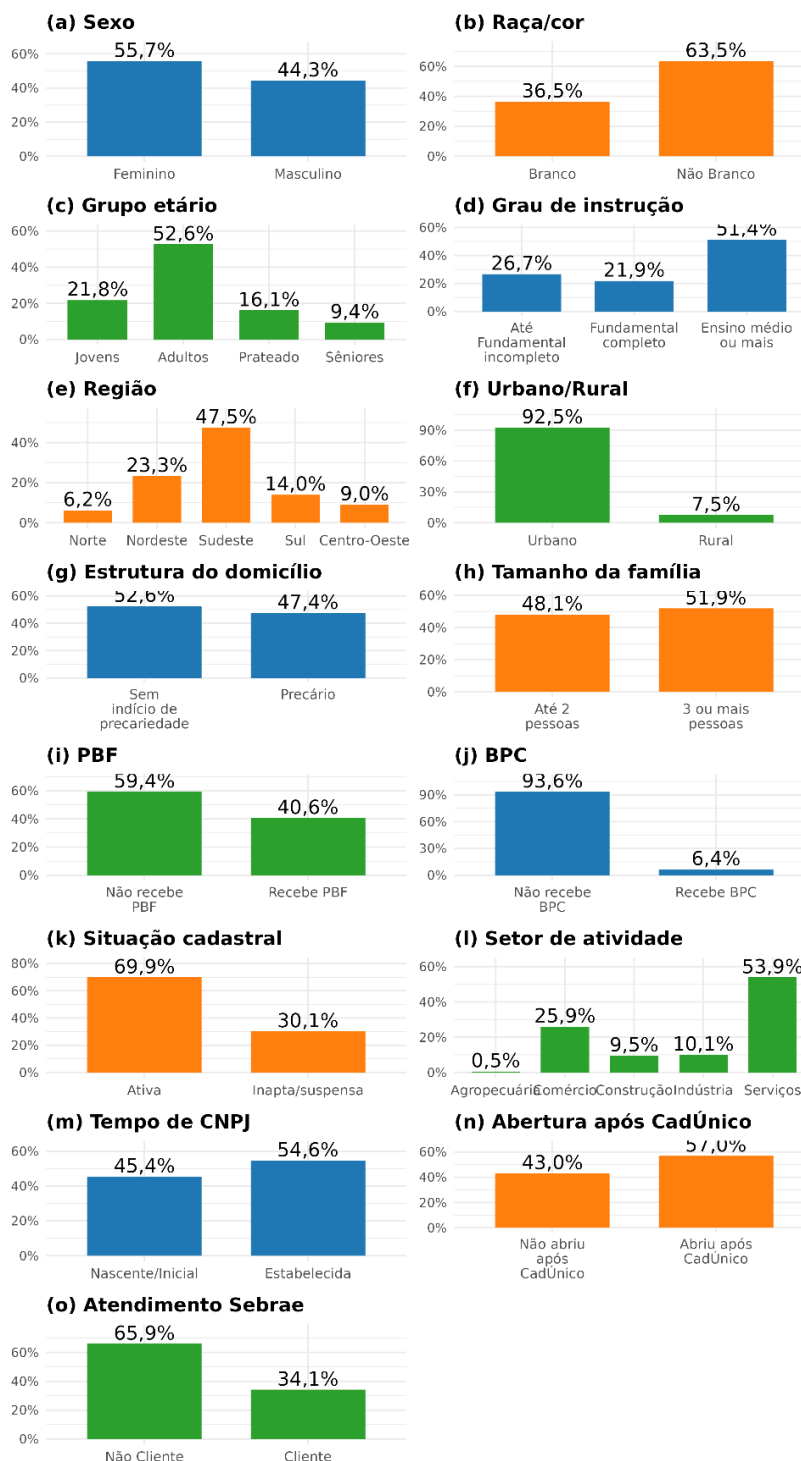 (a) Sexo
60%
40%
20%
0%
55,7%
44,3%
Feminino
Masculino
(b) Raça/cor
60%
40%
20%
0%
36,5%
63,5%
Branco
Não Branco
(c) Grupo etário
60%
40%
20%
0%
21,8%
52,6%
16,1%
9,4%
Jovens
Adultos
Prateado
Sêniores
(d) Grau de instrução
60%
40%
20%
0%
26,7%
21,9%
51,4%
Até
Fundamental
incompleto
Fundamental
completo
Ensino médio
ou mais
(e) Região
40%
20%
0%
6,2%
23,3%
47,5%
14,0%
9,0%
Norte
Nordeste
Sudeste
Sul
Centro-Oeste
(f) Urbano/Rural
90%
60%
30%
0%
92,5%
7,5%
Urbano
Rural
(g) Estrutura do domicílio
60%
40%
20%
0%
52,6%
47,4%
Sem
indício de
precariedade
Precário
(h) Tamanho da família
60%
40%
20%
0%
48,1%
51,9%
Até 2
pessoas
3 ou mais
pessoas
(i) PBF
60%
40%
20%
0%
59,4%
40,6%
Não recebe
PBF
Recebe PBF
(j) BPC
90%
60%
30%
0%
93,6%
6,4%
Não recebe
BPC
Recebe BPC
(k) Situação cadastral
80%
60%
40%
20%
0%
69,9%
30,1%
Ativa
Inapta/suspensa
(l) Setor de atividade
60%
40%
20%
0%
0,5%
25,9%
9,5%
10,1%
53,9%
Agropecuária
Comércio
Construção
Indústria
Serviços
(m) Tempo de CNPJ
60%
40%
20%
0%
45,4%
54,6%
Nascente/Inicial
Estabelecida
(n) Abertura após CadÚnico
60%
40%
20%
0%
43,0%
57,0%
Não abriu
após
CadÚnico
Abriu após
CadÚnico
(o) Atendimento Sebrae
60%
40%
20%
0%
65,9%
34,1%
Não Cliente
Cliente